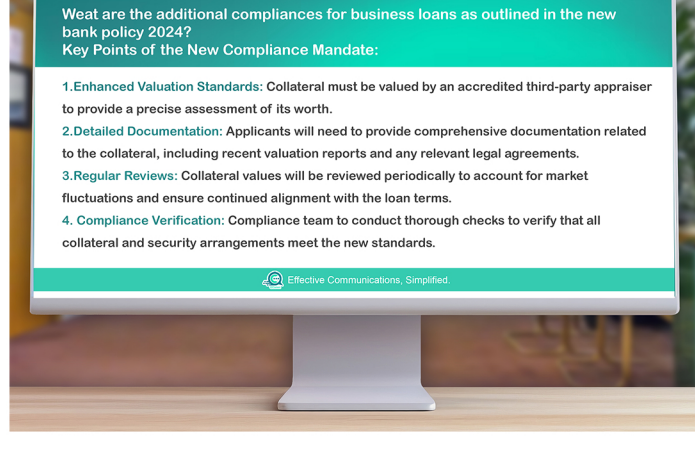 Weat are the additional compliances for business loans as outlined in the new
bank policy 2024?
Key Points of the New Compliance Mandate:
1.Enhanced Valuation Standards: Collateral must be valued by an accredited third-party appraiser
to provide a precise assessment of its worth.
2.Detailed Documentation: Applicants will need to provide comprehensive documentation related
to the collateral, including recent valuation reports and any relevant legal agreements.
3.Regular Reviews: Collateral values will be reviewed periodically to account for market
fluctuations and ensure continued alignment with the loan terms.
4. Compliance Verification: Compliance team to conduct thorough checks to verify that all
collateral and security arrangements meet the new standards.
Effective Communications, Simplified.